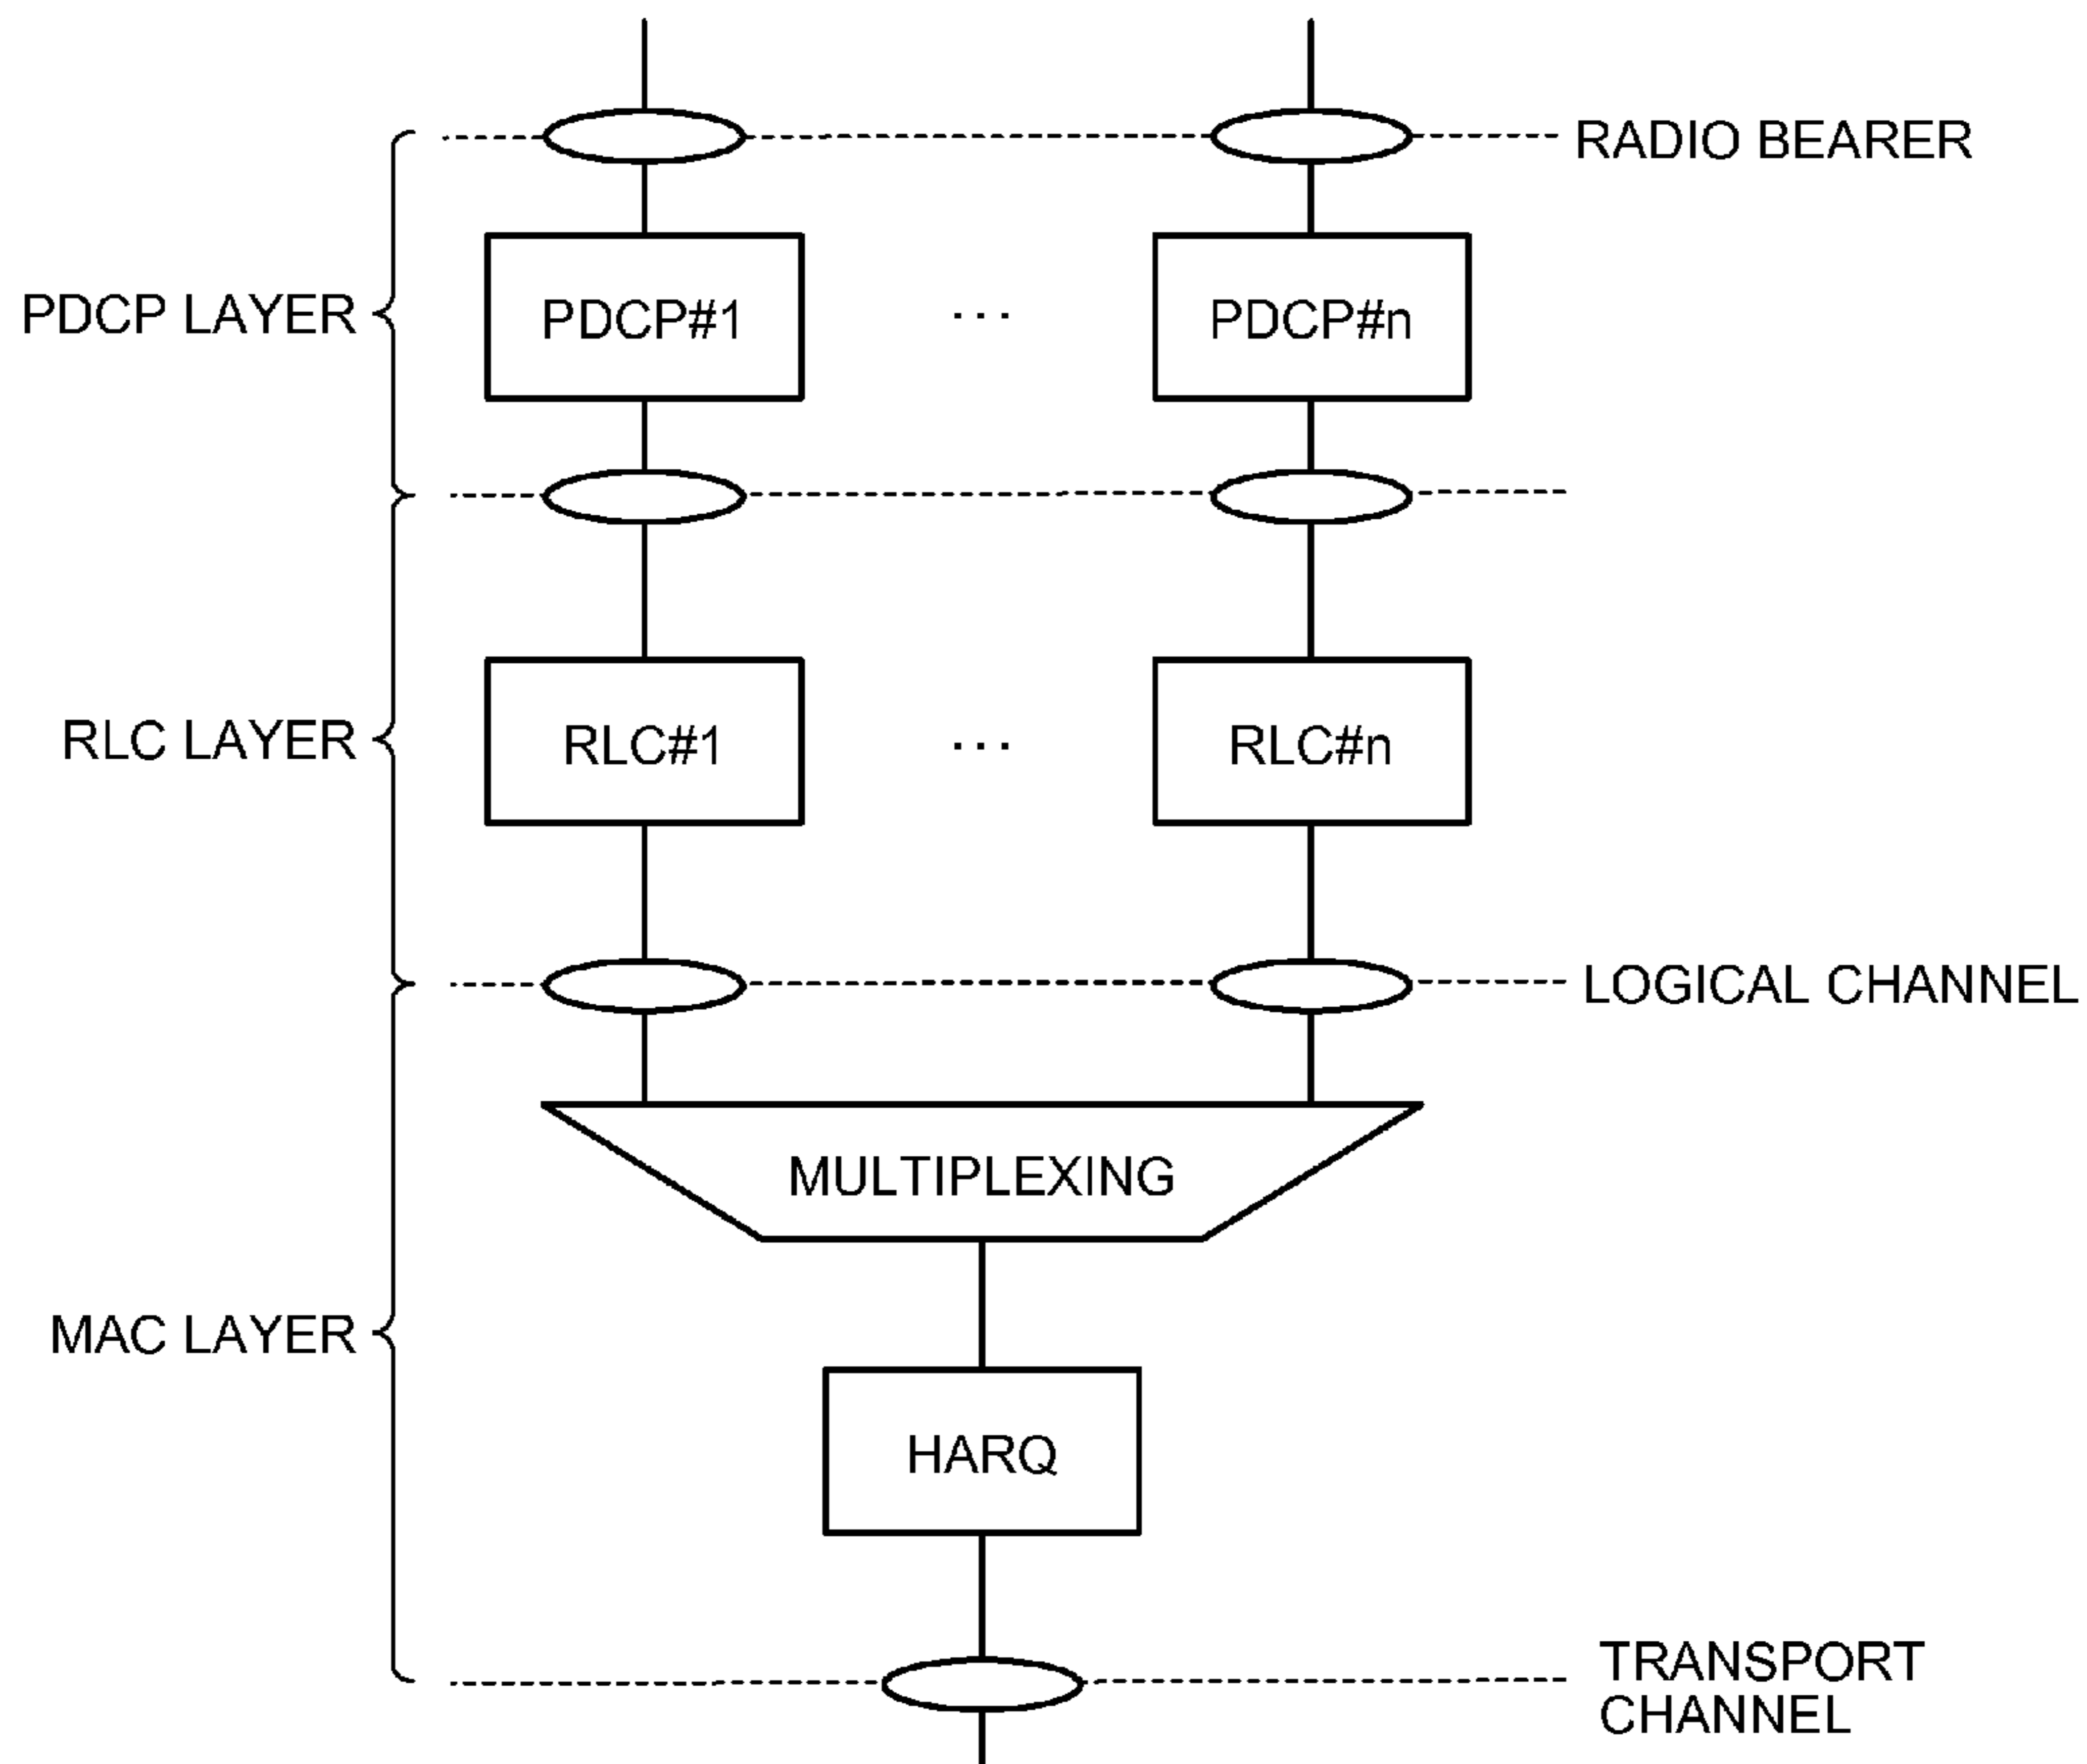 RADIO BEARER
PDCP LAYER
PDCP#1
...
PDCP#n
RLC LAYER
RLC#1
...
RLC#n
LOGICAL CHANNEL
MULTIPLEXING
MAC LAYER
HARQ
TRANSPORT
CHANNEL